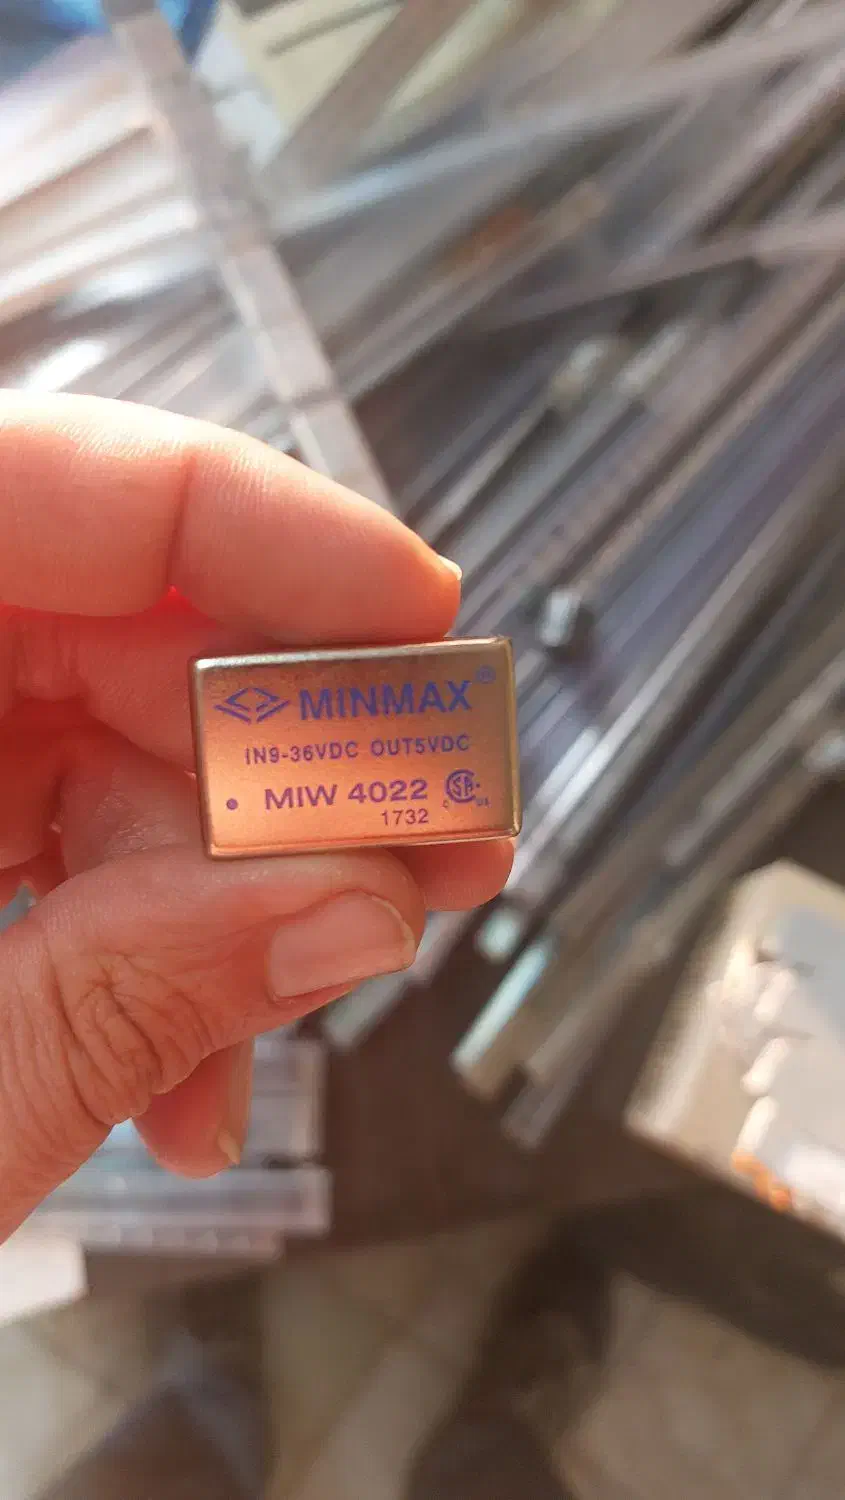 MINMAX®
IN9-36VDC OUT5VDC
MIW 4022
1732